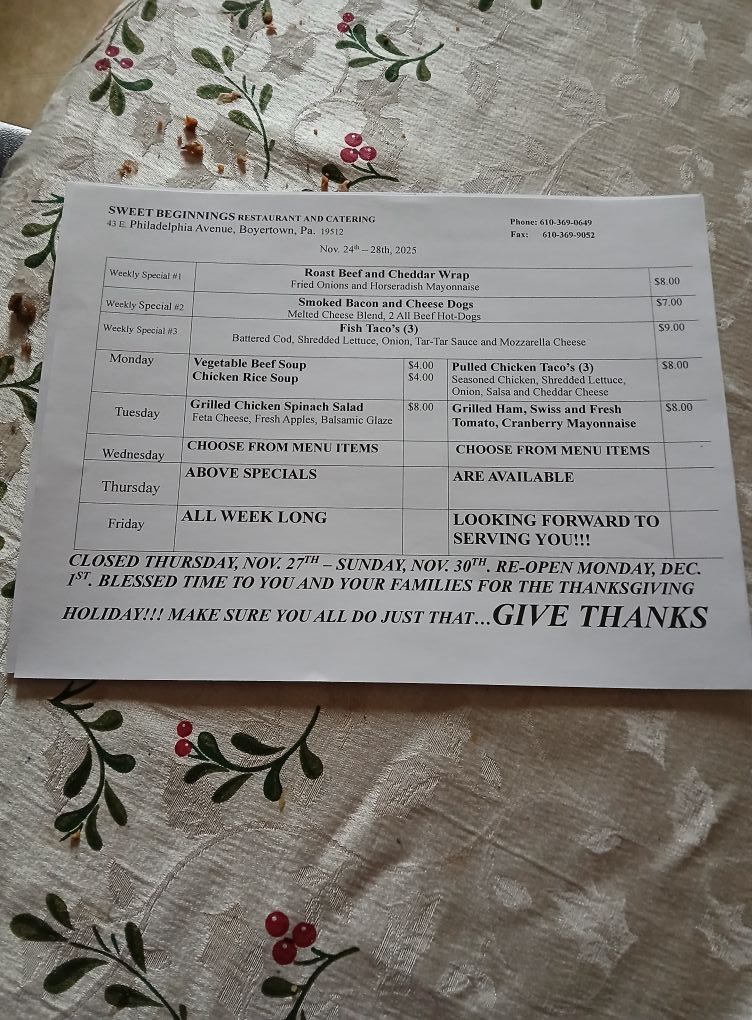 SWEET BEGINNINGS RESTAURANT AND CATERING
43 E. Philadelphia Avenue, Boyertown, Pa. 19512
Phone: 610-369-0649
Fax: 610-369-9052
Nov. 24th – 28th, 2025
Weekly Special #1
Roast Beef and Cheddar Wrap
Fried Onions and Horseradish Mayonnaise
$8.00
Weekly Special #2
Smoked Bacon and Cheese Dogs
Melted Cheese Blend, 2 All Beef Hot-Dogs
$7.00
Weekly Special #3
Fish Taco's (3)
Battered Cod, Shredded Lettuce, Onion, Tar-Tar Sauce and Mozzarella Cheese
$9.00
Monday
Vegetable Beef Soup $4.00
Chicken Rice Soup $4.00
Pulled Chicken Taco's (3) $8.00
Seasoned Chicken, Shredded Lettuce,
Onion, Salsa and Cheddar Cheese
Tuesday
Grilled Chicken Spinach Salad $8.00
Feta Cheese, Fresh Apples, Balsamic Glaze
Grilled Ham, Swiss and Fresh $8.00
Tomato, Cranberry Mayonnaise
Wednesday
CHOOSE FROM MENU ITEMS
CHOOSE FROM MENU ITEMS
Thursday
ABOVE SPECIALS
ARE AVAILABLE
Friday
ALL WEEK LONG
LOOKING FORWARD TO
SERVING YOU!!!
CLOSED THURSDAY, NOV. 27TH – SUNDAY, NOV. 30TH. RE-OPEN MONDAY, DEC.
1ST. BLESSED TIME TO YOU AND YOUR FAMILIES FOR THE THANKSGIVING
HOLIDAY!!! MAKE SURE YOU ALL DO JUST THAT…GIVE THANKS